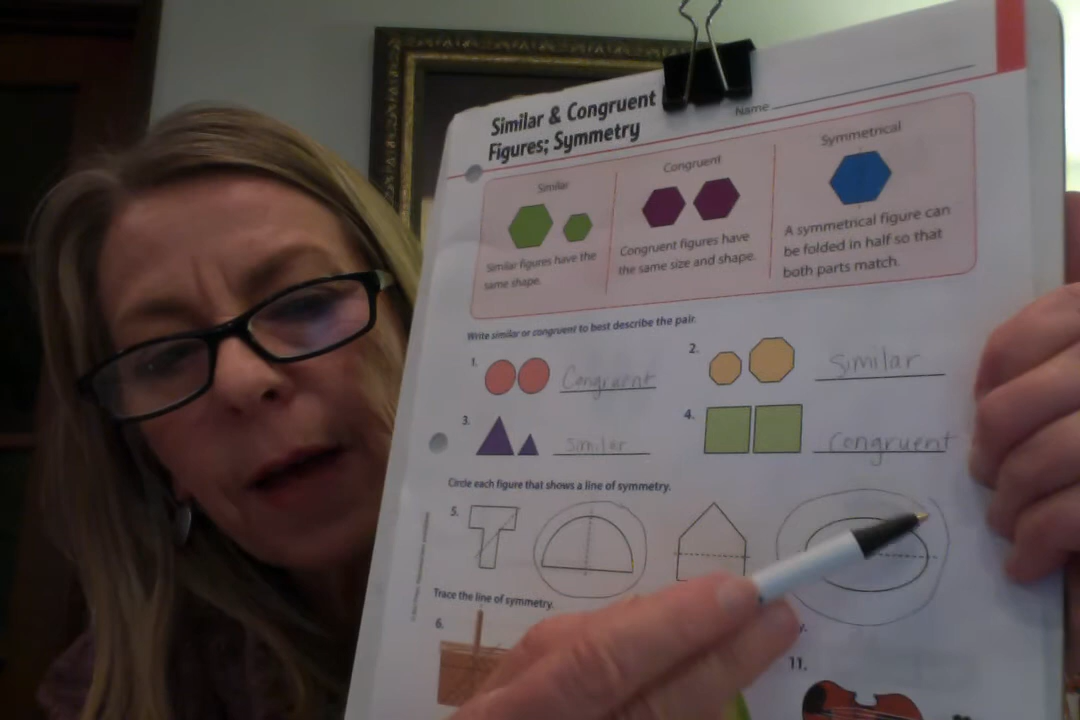 Similar & Congruent
Figures; Symmetry
Name
Similar
Congruent
Symmetrical
Similar figures have the
same shape.
Congruent figures have
the same size and shape.
A symmetrical figure can
be folded in half so that
both parts match.
Write similar or congruent to best describe the pair.
1. Congruent
2. Similar
3. Similar
4. Congruent
Circle each figure that shows a line of symmetry.
5.
Trace the line of symmetry.
6.
11.